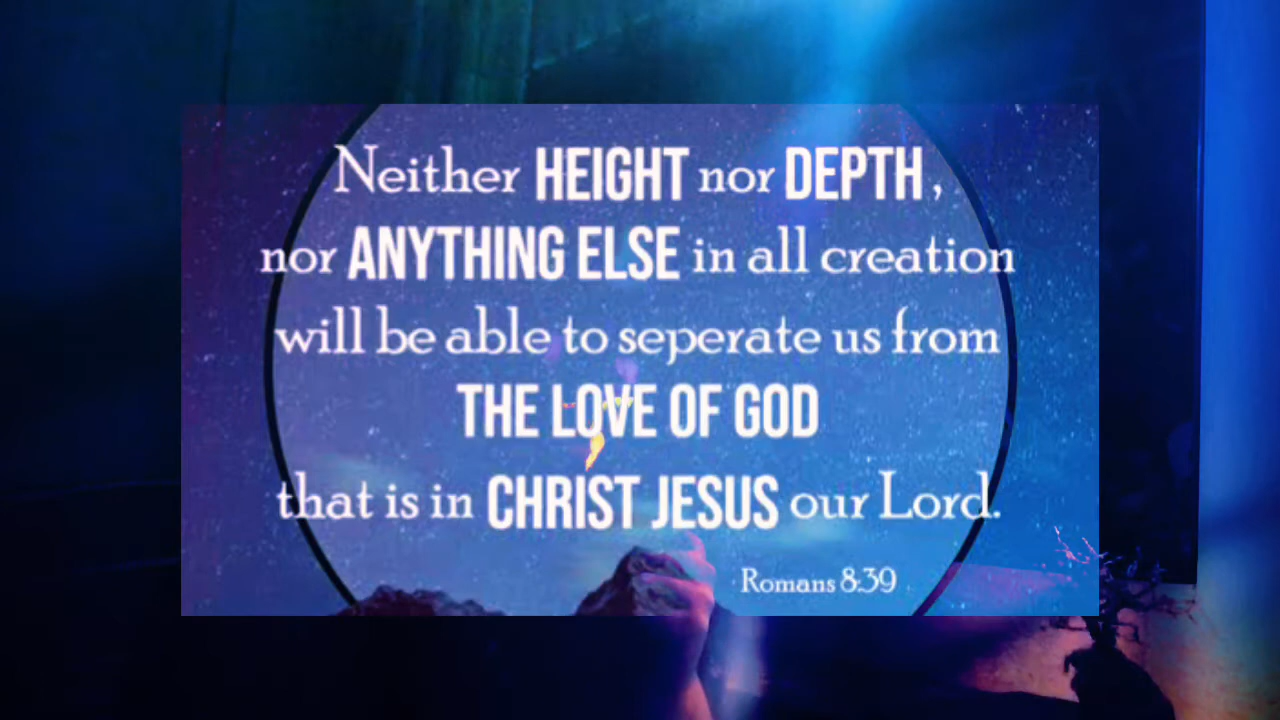 Neither HEIGHT nor DEPTH,
nor ANYTHING ELSE in all creation
will be able to seperate us from
THE LOVE OF GOD
that is in CHRIST JESUS our Lord.
Romans 8:39